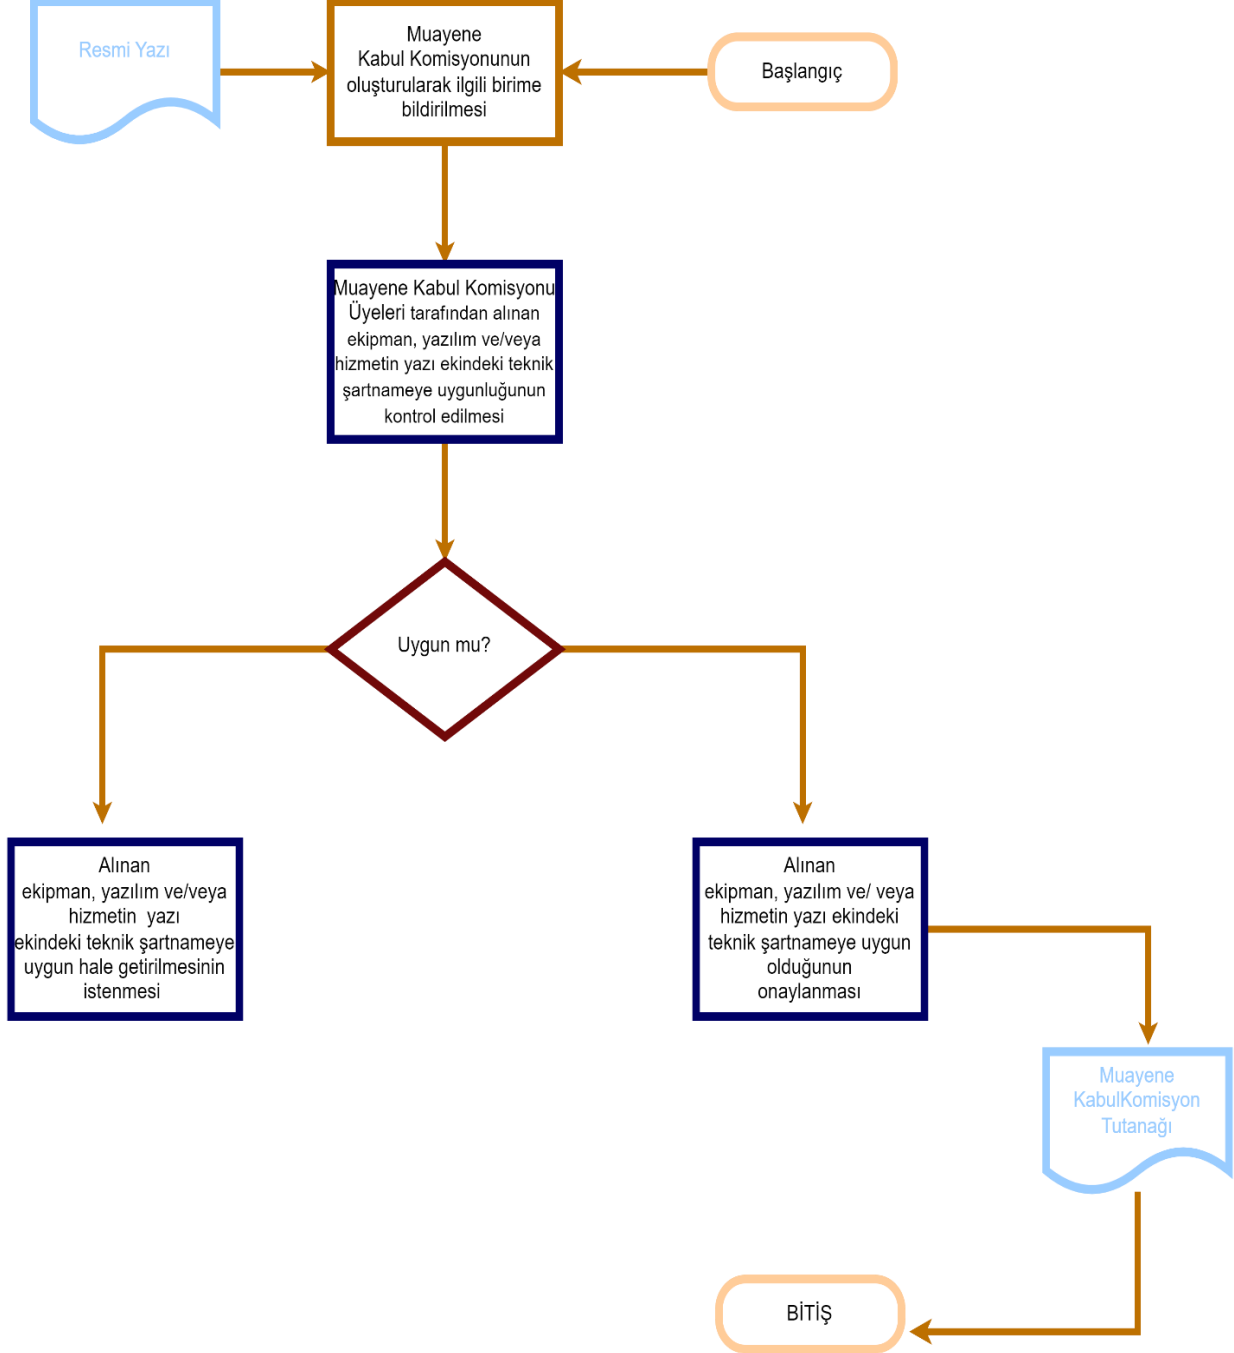 Resmi Yazı
Muayene
Kabul Komisyonunun
oluşturularak ilgili birime
bildirilmesi
Başlangıç
Muayene Kabul Komisyonu
Üyeleri tarafından alınan
ekipman, yazılım ve/veya
hizmetin yazı ekindeki teknik
şartnameye uygunluğunun
kontrol edilmesi
Uygun mu?
Alınan
ekipman, yazılım ve/veya
hizmetin yazı
ekindeki teknik şartnameye
uygun hale getirilmesinin
istenmesi
Alınan
ekipman, yazılım ve/ veya
hizmetin yazı ekindeki
teknik şartnameye uygun
olduğunun
onaylanması
Muayene
KabulKomisyon
Tutanağı
BİTİŞ